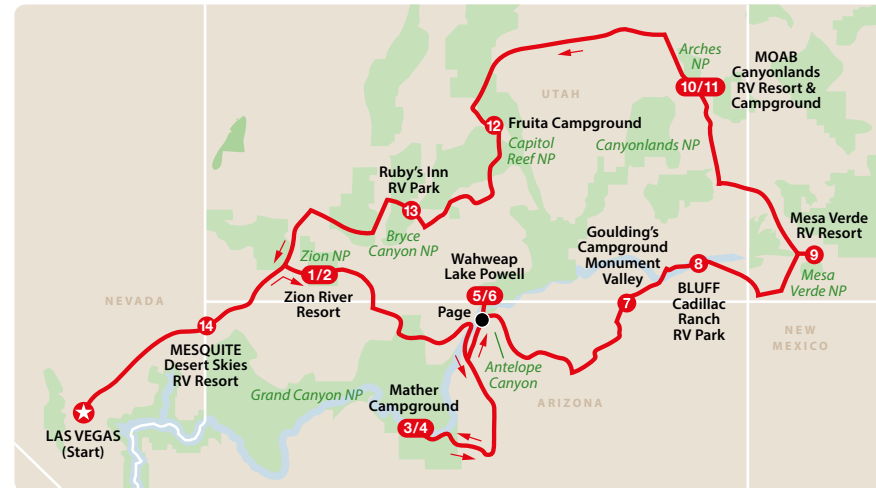 Arches
NP
10/11
MOAB
Canyonlands
RV Resort &
Campground
UTAH
12
Fruita Campground
Capitol
Reef NP
Canyonlands NP
Ruby's Inn
RV Park
13
Bryce
Canyon NP
Goulding's
Campground
Monument
Valley
7
8
BLUFF
Cadillac
Ranch
RV Park
Mesa Verde
RV Resort
9
Mesa
Verde NP
Zion NP
1/2
Zion River
Resort
Wahweap
Lake Powell
5/6
Page
NEVADA
14
MESQUITE
Desert Skies
RV Resort
NEW
MEXICO
Antelope
Canyon
Grand Canyon NP
Mather
Campground
3/4
ARIZONA
LAS VEGAS
(Start)